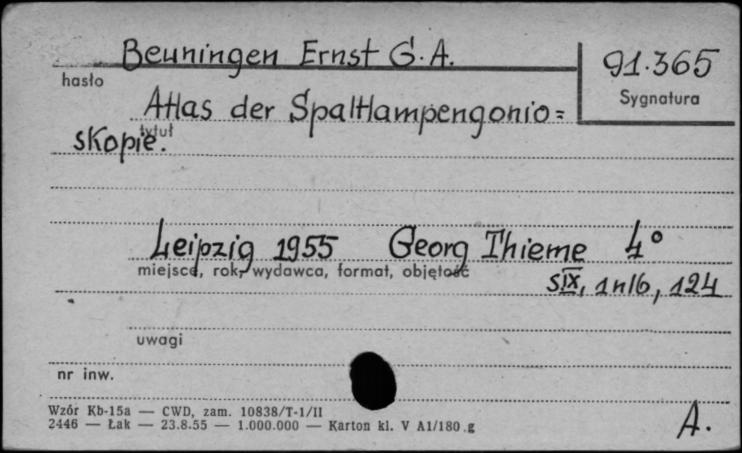 Beuningen Ernst G. A.
91.365
hasło
Sygnatura
Atlas der Spaltlampengonio=
tytuł
skopie.
Leipzig 1955 Georg Thieme 4°
miejsce, rok, wydawca, format, objętość
S IX, 1nlb, 124
uwagi
nr inw.
Wzór Kb-15a — CWD, zam. 10838/T-1/II
2446 — Łak — 23.8.55 — 1.000.000 — Karton kl. V A1/180 g
A.